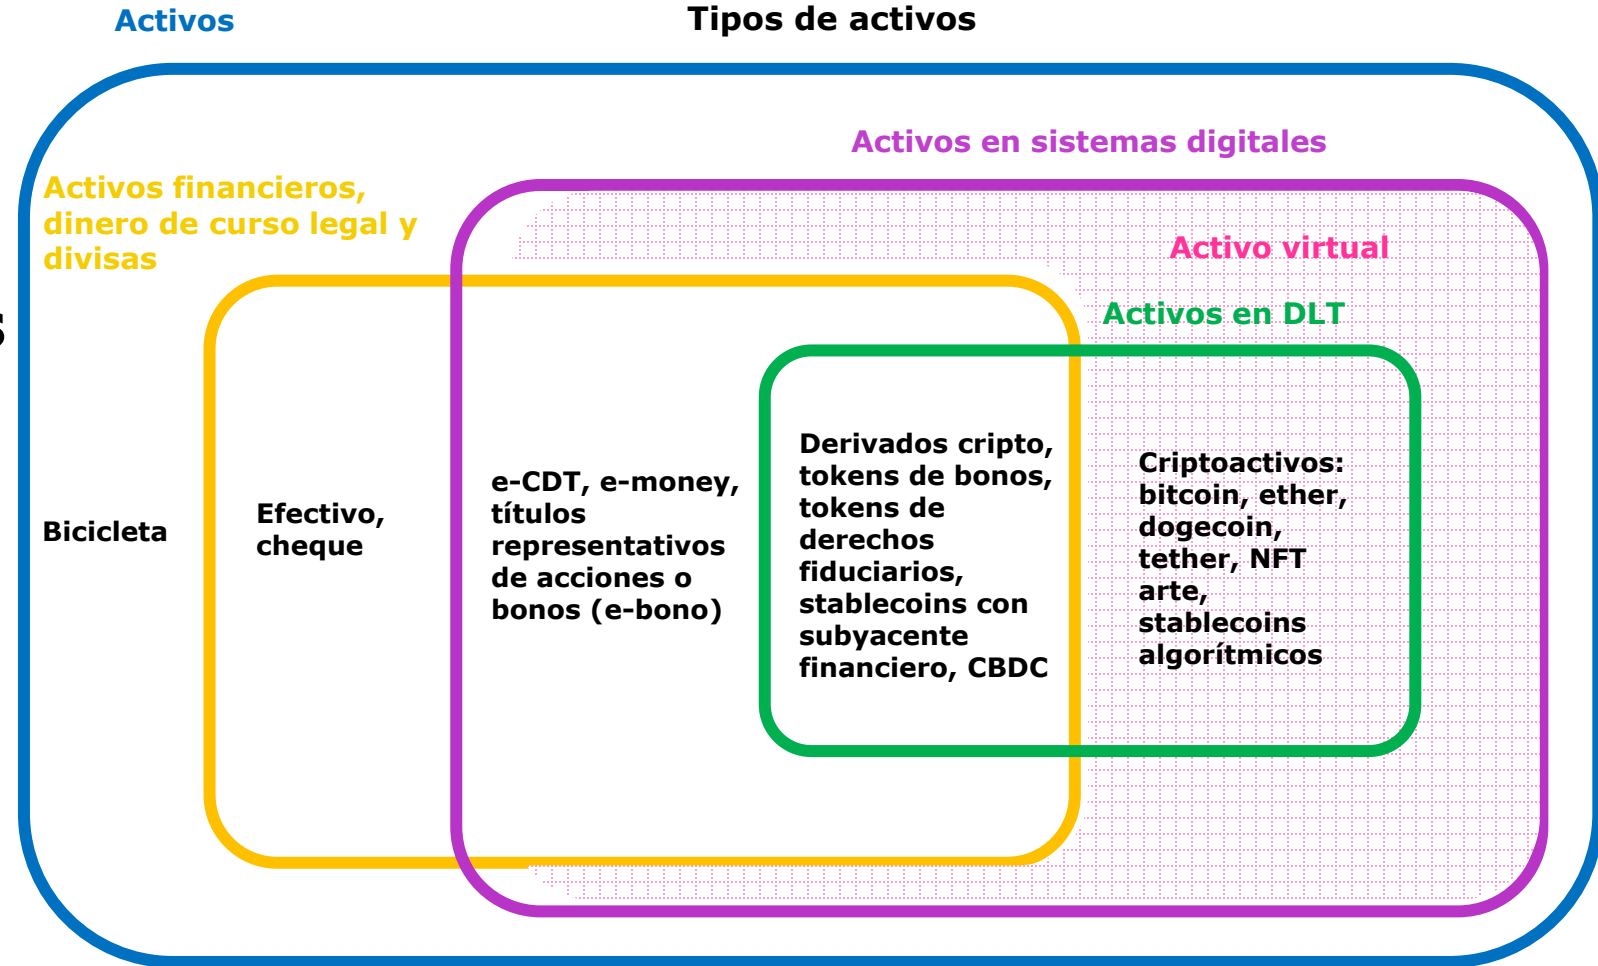 Activos
Tipos de activos
Activos en sistemas digitales
Activos financieros,
dinero de curso legal y
divisas
Activo virtual
Activos en DLT
s
Bicicleta
Efectivo,
cheque
e-CDT, e-money,
títulos
representativos
de acciones o
bonos (e-bono)
Derivados cripto,
tokens de bonos,
tokens de
derechos
fiduciarios,
stablecoins con
subyacente
financiero, CBDC
Criptoactivos:
bitcoin, ether,
dogecoin,
tether, NFT
arte,
stablecoins
algorítmicos